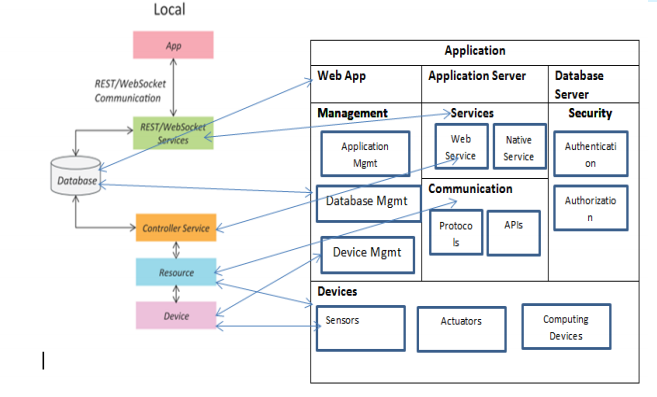 Local
App
REST/WebSocket
Communication
REST/WebSocket
Services
Database
Controller Service
Resource
Device
Application
Web App
Application Server
Database
Server
Management
Services
Security
Application
Mgmt
Web
Service
Native
Service
Authenticati
on
Database Mgmt
Communication
Authorizatio
n
Protoco
ls
APIs
Device Mgmt
Devices
Sensors
Actuators
Computing
Devices